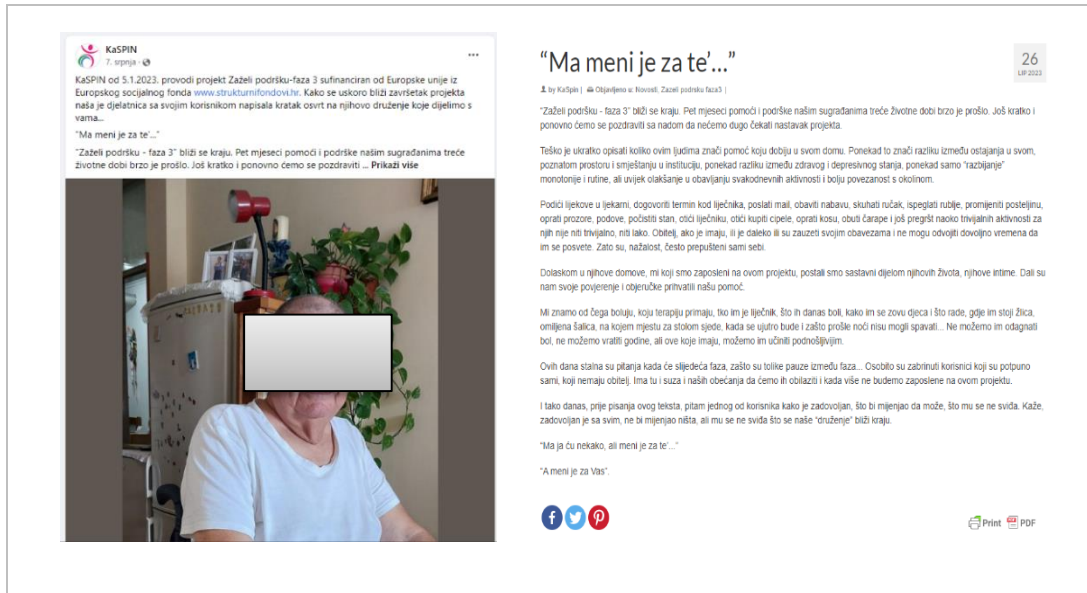 KaSPIN
7. srpnja ·
KaSPIN od 5.1.2023. provodi projekt Zaželi podršku-faza 3 sufinanciran od Europske unije iz
Europskog socijalnog fonda www.strukturnifondovi.hr. Kako se uskoro bliži završetak projekta
naša je djelatnica sa svojim korisnikom napisala kratak osvrt na njihovo druženje koje dijelimo s
vama...
"Ma meni je za te'..."
"Zaželi podršku - faza 3" bliži se kraju. Pet mjeseci pomoći i podrške našim sugrađanima treće
životne dobi brzo je prošlo. Još kratko i ponovno ćemo se pozdraviti ... Prikaži više
“Ma meni je za te’...”
26
LIP 2023
by KaSpin | Objavljeno u: Novosti, Zazeli podrsku faza3 |
“Zaželi podršku - faza 3” bliži se kraju. Pet mjeseci pomoći i podrške našim sugrađanima treće životne dobi brzo je prošlo. Još kratko i
ponovno ćemo se pozdraviti sa nadom da nećemo dugo čekati nastavak projekta.
Teško je ukratko opisati koliko ovim ljudima znači pomoć koju dobiju u svom domu. Ponekad to znači razliku između ostajanja u svom,
poznatom prostoru i smještanju u instituciju, ponekad razliku između zdravog i depresivnog stanja, ponekad samo “razbijanje”
monotonije i rutine, ali uvijek olakšanje u obavljanju svakodnevnih aktivnosti i bolju povezanost s okolinom.
Podići lijekove u ljekarni, dogovoriti termin kod liječnika, poslati mail, obaviti nabavu, skuhati ručak, ispeglati rublje, promijeniti posteljinu,
oprati prozore, podove, počistiti stan, otići liječniku, otići kupiti cipele, oprati kosu, obuti čarape i još pregršt naoko trivijalnih aktivnosti za
njih nije niti trivijalno, niti lako. Obitelj, ako je imaju, ili je daleko ili su zauzeti svojim obavezama i ne mogu odvojiti dovoljno vremena da
im se posvete. Zato su, nažalost, često prepušteni sami sebi.
Dolaskom u njihove domove, mi koji smo zaposleni na ovom projektu, postali smo sastavni dijelom njihovih života, njihove intime. Dali su
nam svoje povjerenje i objeručke prihvatili našu pomoć.
Mi znamo od čega boluju, koju terapiju primaju, tko im je liječnik, što ih danas boli, kako im se zovu djeca i što rade, gdje im stoji žlica,
omiljena šalica, na kojem mjestu za stolom sjede, kada se ujutro bude i zašto prošle noći nisu mogli spavati... Ne možemo im odagnati
bol, ne možemo vratiti godine, ali ove koje imaju, možemo im učiniti podnošljivijim.
Ovih dana stalna su pitanja kada će slijedeća faza, zašto su tolike pauze između faza... Osobito su zabrinuti korisnici koji su potpuno
sami, koji nemaju obitelj. Ima tu i suza i naših obećanja da ćemo ih obilaziti i kada više ne budemo zaposlene na ovom projektu.
I tako danas, prije pisanja ovog teksta, pitam jednog od korisnika kako je zadovoljan, što bi mijenjao da može, što mu se ne sviđa. Kaže,
zadovoljan je sa svim, ne bi mijenjao ništa, ali mu se ne sviđa što se naše “druženje” bliži kraju.
“Ma ja ću nekako, ali meni je za te’...”
“A meni je za Vas”.
Print PDF